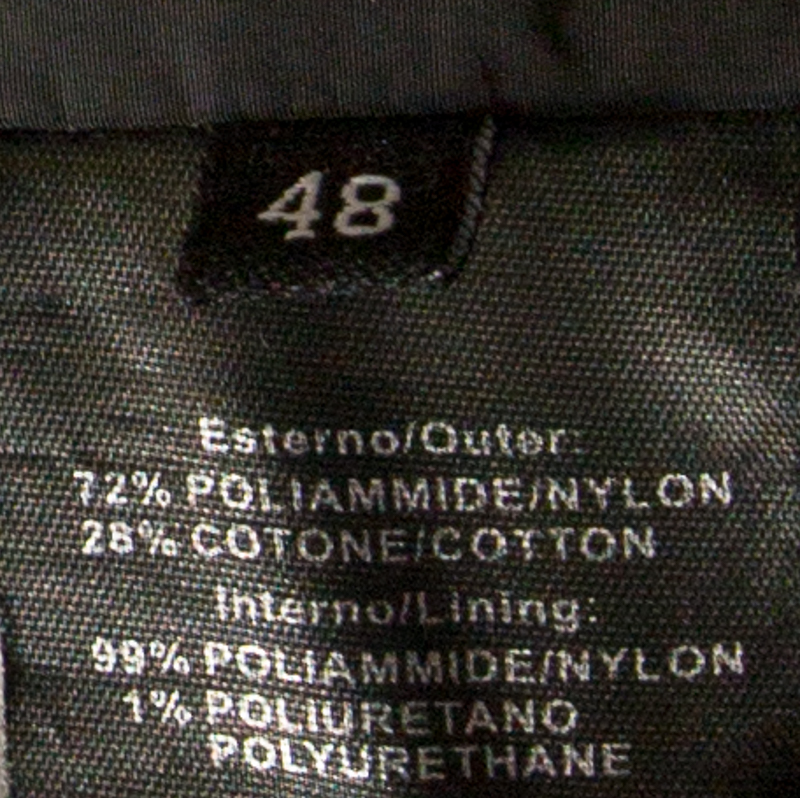 48
Esterno/Outer:
72% POLIAMMIDE/NYLON
28% COTONE/COTTON
Interno/Lining:
99% POLIAMMIDE/NYLON
1% POLIURETANO
POLYURETHANE